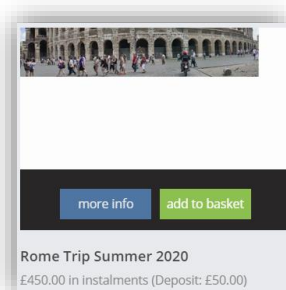 more info add to basket
Rome Trip Summer 2020
£450.00 in instalments (Deposit: £50.00)